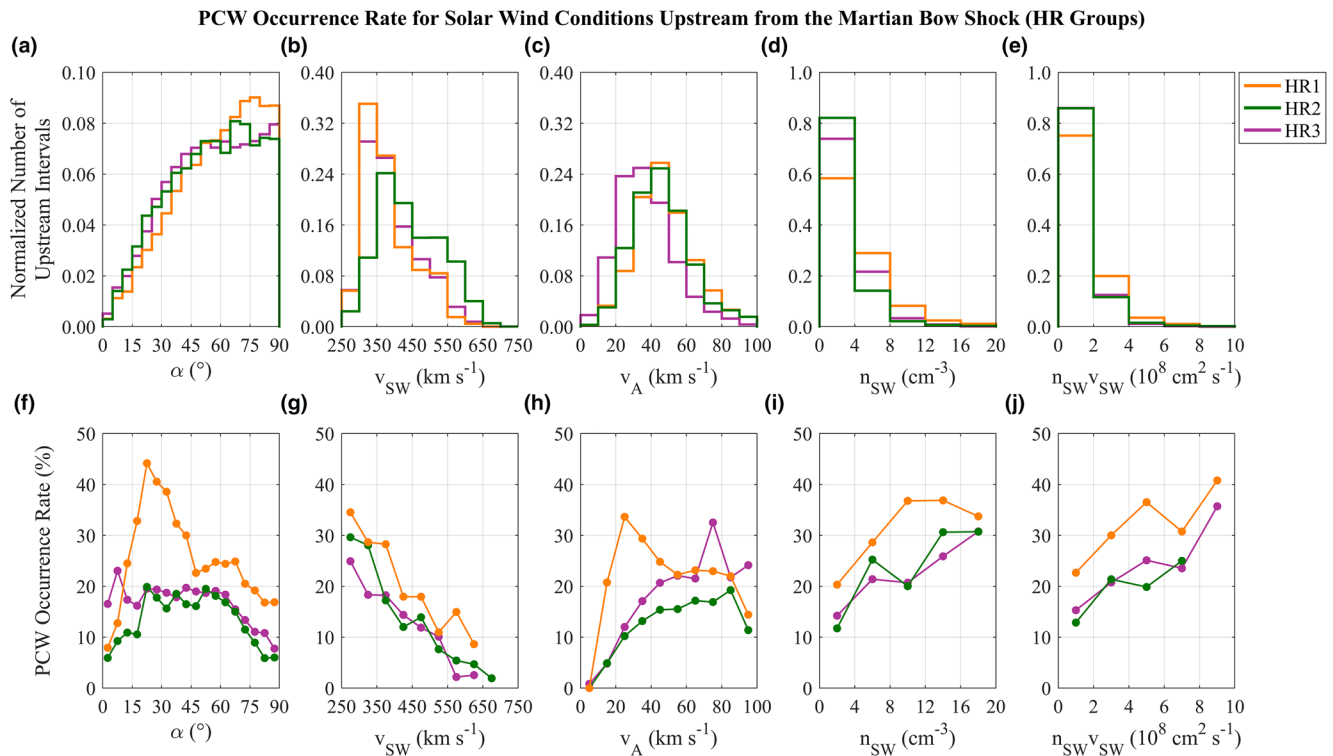 PCW Occurrence Rate for Solar Wind Conditions Upstream from the Martian Bow Shock (HR Groups)
(a) (b) (c) (d) (e)
Normalized Number of
Upstream Intervals
0.10 0.40 0.40 1.0 1.0
0.08 0.32 0.32 0.8 0.8
0.06 0.24 0.24 0.6 0.6
0.04 0.16 0.16 0.4 0.4
0.02 0.08 0.08 0.2 0.2
0.00 0.00 0.00 0.0 0.0
0 15 30 45 60 75 90 250 350 450 550 650 750 0 20 40 60 80 100 0 4 8 12 16 20 0 2 4 6 8 10
α (°) v_SW (km s⁻¹) v_A (km s⁻¹) n_SW (cm⁻³) n_SW v_SW (10⁸ cm² s⁻¹)
HR1
HR2
HR3
(f) (g) (h) (i) (j)
PCW Occurrence Rate (%)
50 50 50 50 50
40 40 40 40 40
30 30 30 30 30
20 20 20 20 20
10 10 10 10 10
0 0 0 0 0
0 15 30 45 60 75 90 250 350 450 550 650 750 0 20 40 60 80 100 0 4 8 12 16 20 0 2 4 6 8 10
α (°) v_SW (km s⁻¹) v_A (km s⁻¹) n_SW (cm⁻³) n_SW v_SW (10⁸ cm² s⁻¹)